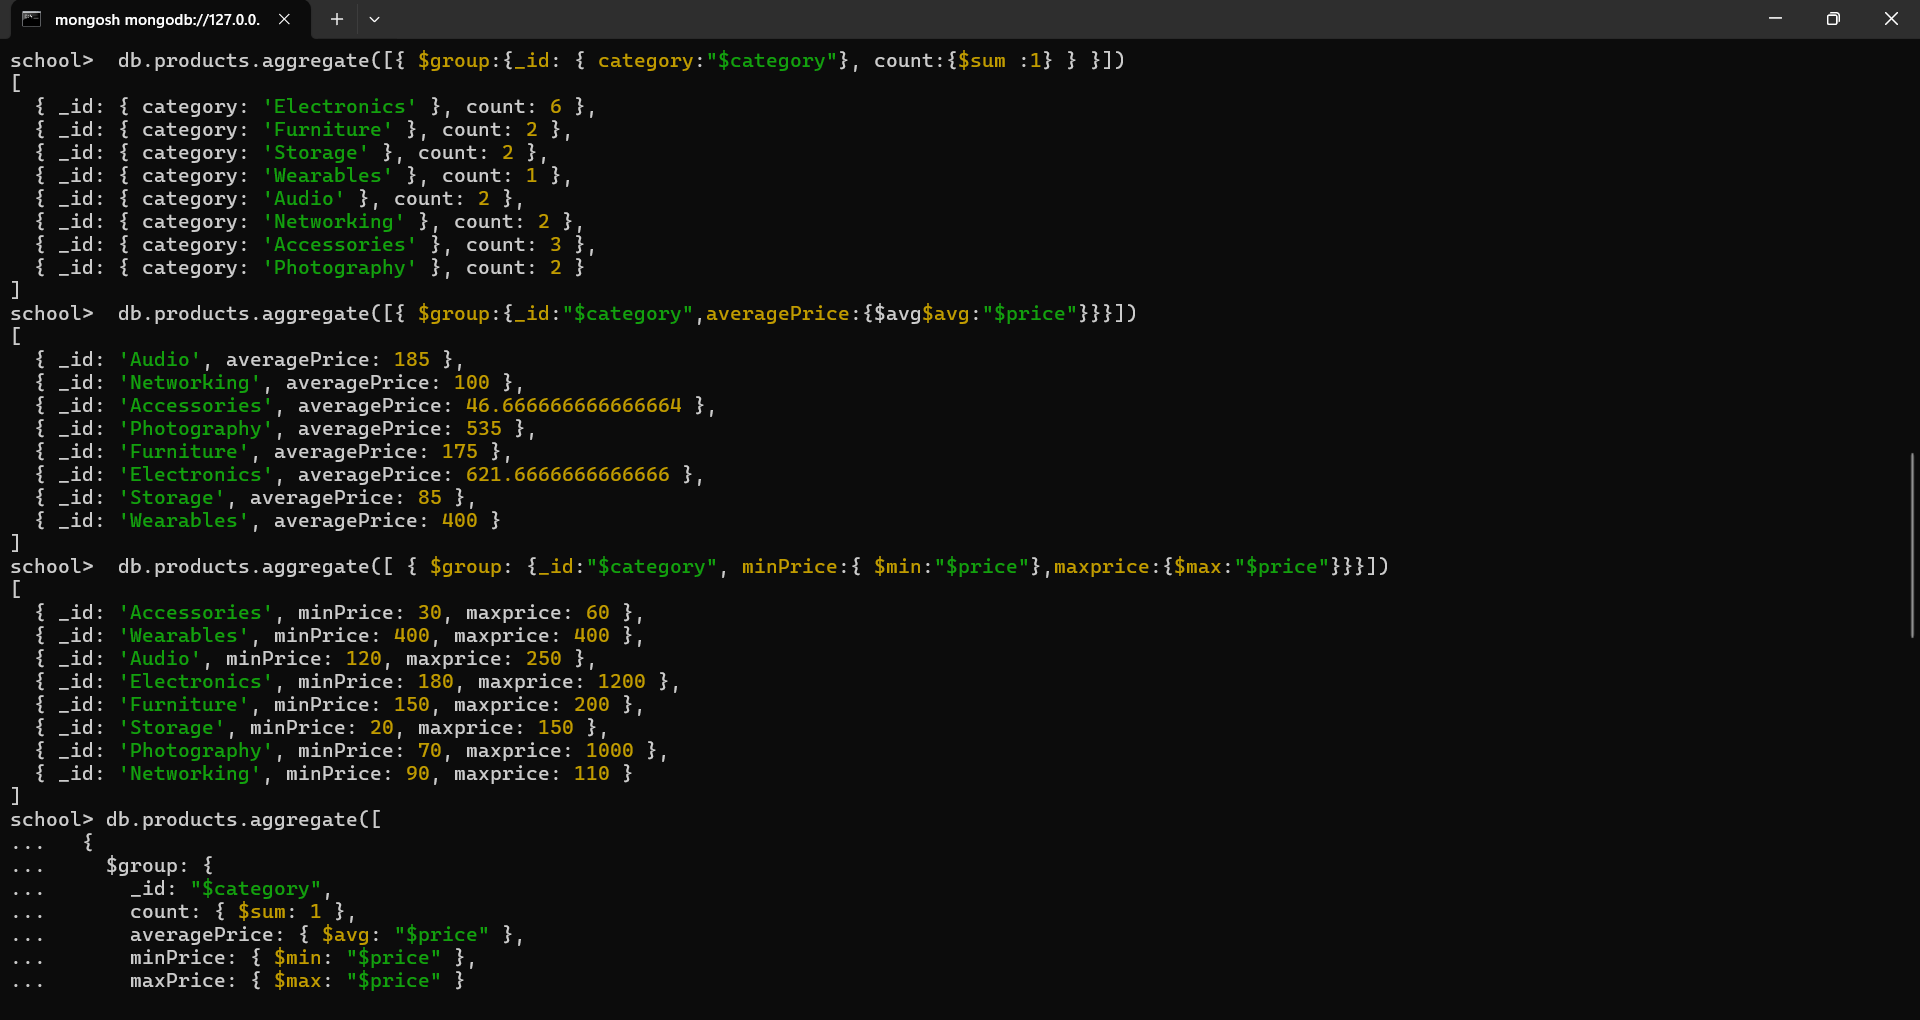 mongosh mongodb://127.0.0.
school>  db.products.aggregate([{ $group:{_id: { category:"$category"}, count:{$sum :1} } }])
[
  { _id: { category: 'Electronics' }, count: 6 },
  { _id: { category: 'Furniture' }, count: 2 },
  { _id: { category: 'Storage' }, count: 2 },
  { _id: { category: 'Wearables' }, count: 1 },
  { _id: { category: 'Audio' }, count: 2 },
  { _id: { category: 'Networking' }, count: 2 },
  { _id: { category: 'Accessories' }, count: 3 },
  { _id: { category: 'Photography' }, count: 2 }
]
school>  db.products.aggregate([{ $group:{_id:"$category",averagePrice:{$avg$avg:"$price"}}}])
[
  { _id: 'Audio', averagePrice: 185 },
  { _id: 'Networking', averagePrice: 100 },
  { _id: 'Accessories', averagePrice: 46.666666666666664 },
  { _id: 'Photography', averagePrice: 535 },
  { _id: 'Furniture', averagePrice: 175 },
  { _id: 'Electronics', averagePrice: 621.6666666666666 },
  { _id: 'Storage', averagePrice: 85 },
  { _id: 'Wearables', averagePrice: 400 }
]
school>  db.products.aggregate([ { $group: {_id:"$category", minPrice:{ $min:"$price"},maxprice:{$max:"$price"}}}])
[
  { _id: 'Accessories', minPrice: 30, maxprice: 60 },
  { _id: 'Wearables', minPrice: 400, maxprice: 400 },
  { _id: 'Audio', minPrice: 120, maxprice: 250 },
  { _id: 'Electronics', minPrice: 180, maxprice: 1200 },
  { _id: 'Furniture', minPrice: 150, maxprice: 200 },
  { _id: 'Storage', minPrice: 20, maxprice: 150 },
  { _id: 'Photography', minPrice: 70, maxprice: 1000 },
  { _id: 'Networking', minPrice: 90, maxprice: 110 }
]
school> db.products.aggregate([
...   {
...     $group: {
...       _id: "$category",
...       count: { $sum: 1 },
...       averagePrice: { $avg: "$price" },
...       minPrice: { $min: "$price" },
...       maxPrice: { $max: "$price" }